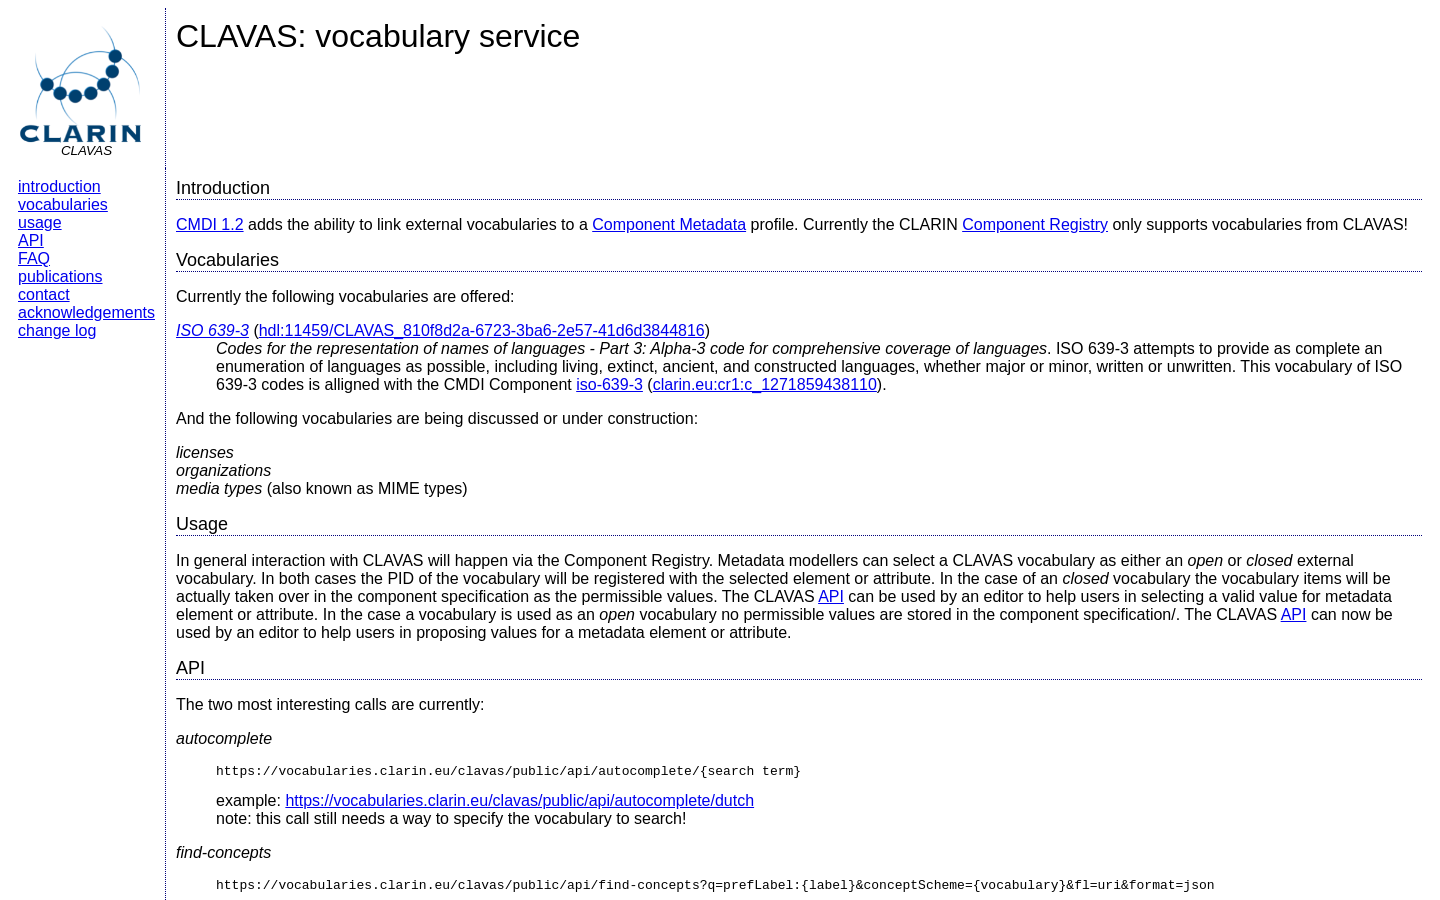 CLARIN
CLAVAS
CLAVAS: vocabulary service
introduction
vocabularies
usage
API
FAQ
publications
contact
acknowledgements
change log
Introduction
CMDI 1.2 adds the ability to link external vocabularies to a Component Metadata profile. Currently the CLARIN Component Registry only supports vocabularies from CLAVAS!
Vocabularies
Currently the following vocabularies are offered:
ISO 639-3 (hdl:11459/CLAVAS_810f8d2a-6723-3ba6-2e57-41d6d3844816)
Codes for the representation of names of languages - Part 3: Alpha-3 code for comprehensive coverage of languages. ISO 639-3 attempts to provide as complete an
enumeration of languages as possible, including living, extinct, ancient, and constructed languages, whether major or minor, written or unwritten. This vocabulary of ISO
639-3 codes is alligned with the CMDI Component iso-639-3 (clarin.eu:cr1:c_1271859438110).
And the following vocabularies are being discussed or under construction:
licenses
organizations
media types (also known as MIME types)
Usage
In general interaction with CLAVAS will happen via the Component Registry. Metadata modellers can select a CLAVAS vocabulary as either an open or closed external
vocabulary. In both cases the PID of the vocabulary will be registered with the selected element or attribute. In the case of an closed vocabulary the vocabulary items will be
actually taken over in the component specification as the permissible values. The CLAVAS API can be used by an editor to help users in selecting a valid value for metadata
element or attribute. In the case a vocabulary is used as an open vocabulary no permissible values are stored in the component specification/. The CLAVAS API can now be
used by an editor to help users in proposing values for a metadata element or attribute.
API
The two most interesting calls are currently:
autocomplete
https://vocabularies.clarin.eu/clavas/public/api/autocomplete/{search term}
example: https://vocabularies.clarin.eu/clavas/public/api/autocomplete/dutch
note: this call still needs a way to specify the vocabulary to search!
find-concepts
https://vocabularies.clarin.eu/clavas/public/api/find-concepts?q=prefLabel:{label}&conceptScheme={vocabulary}&fl=uri&format=json